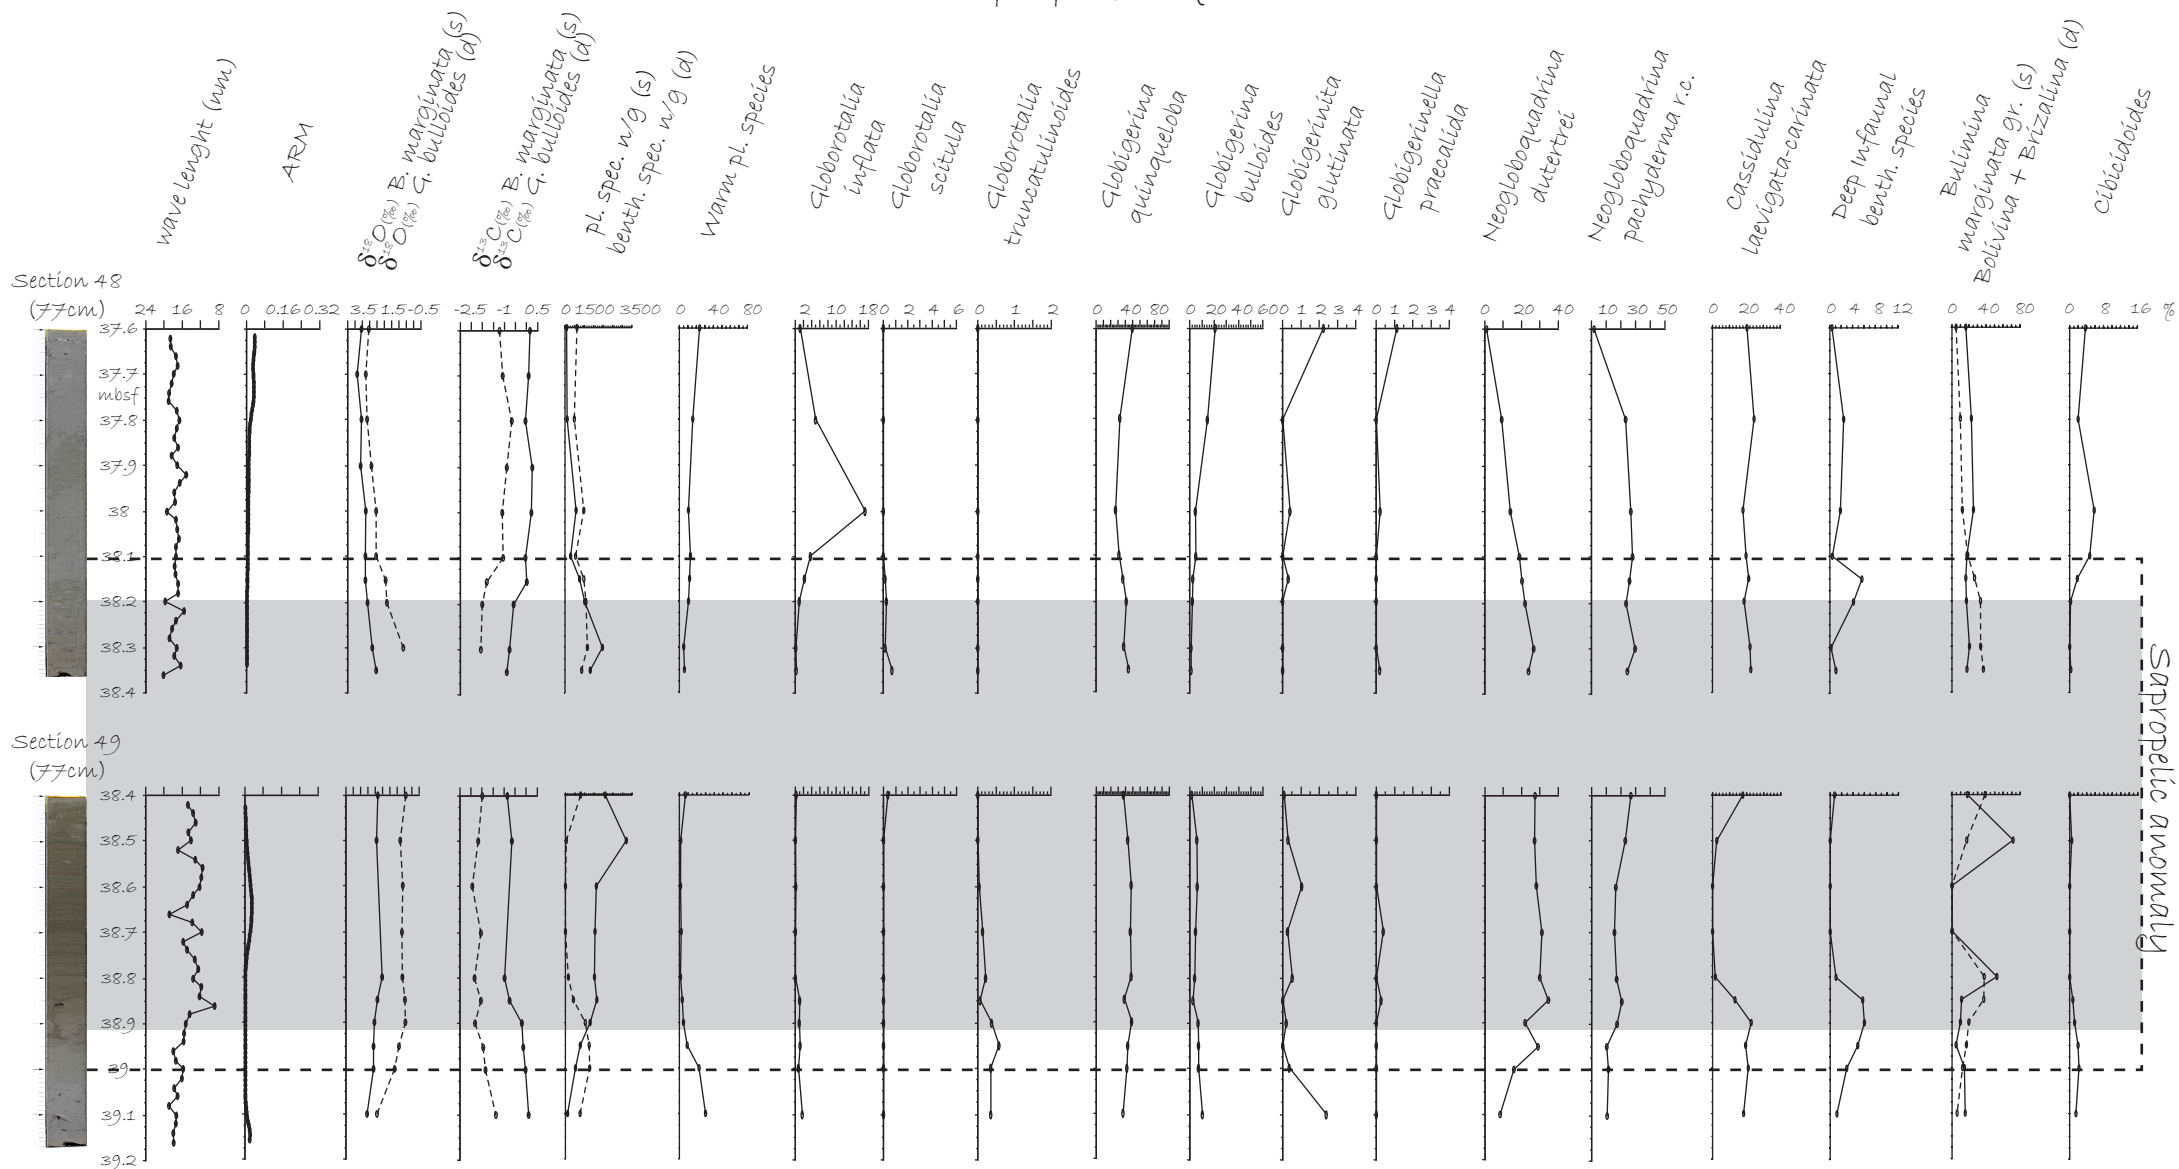 wave lenght (nm)
ARM
δ¹⁸O(‰) B. marginata (s)
δ¹⁸O(‰) G. bulloides (d)
δ¹³C(‰) B. marginata (s)
δ¹³C(‰) G. bulloides (d)
pl. spec. n/g (s)
benth. spec. n/g (d)
Warm pl. species
Globorotalia
inflata
Globorotalia
scitula
Globorotalia
truncatulinoides
Globigerina
quinqueloba
Globigerina
bulloides
Globigerinita
glutinata
Globigerinella
praecalida
Neogloboquadrina
dutertrei
Neogloboquadrina
pachyderma r.c.
Cassidulina
laevigata-carinata
Deep Infaunal
benth. species
Bulimina
marginata gr. (s)
Bolivina + Brizalina (d)
Cibicidoides
Section 48
(77cm)
24 16 8
0 0.16 0.32
3.5 1.5 -0.5
-2.5 -1 0.5
0 1500 3500
0 40 80
2 10 18
0 2 4 6
0 1 2
0 40 80
0 20 40 60
0 1 2 3 4
0 1 2 3 4
0 20 40
10 30 50
0 20 40
0 4 8 12
0 40 80
0 8 16 %
37.6
37.7
mbsf
37.8
37.9
38
38.1
38.2
38.3
38.4
Section 49
(77cm)
38.4
38.5
38.6
38.7
38.8
38.9
39
39.1
39.2
Sapropelic anomaly